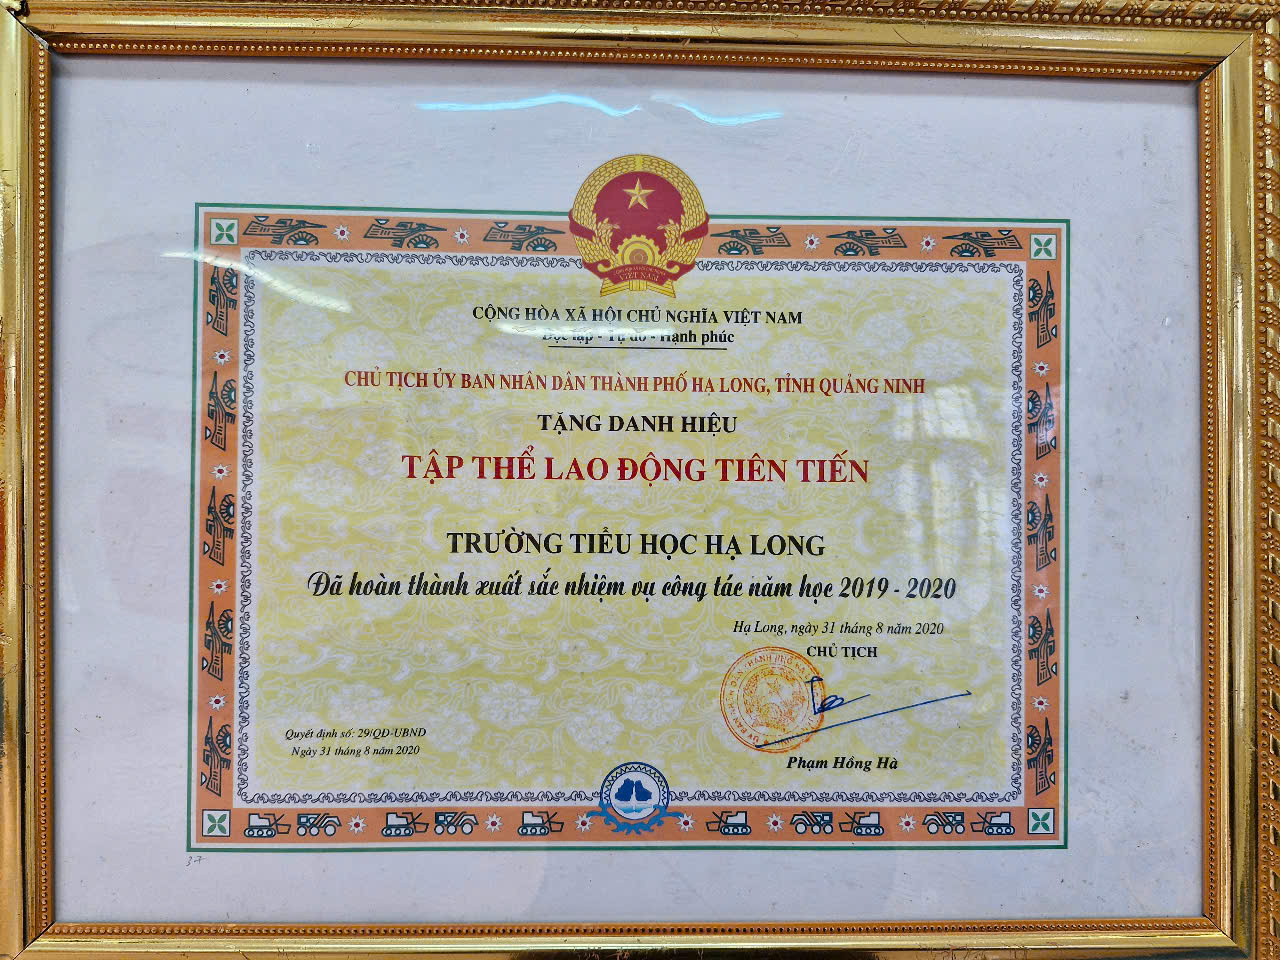 VIỆT NAM
CỘNG HÒA XÃ HỘI CHỦ NGHĨA VIỆT NAM
Độc lập - Tự do - Hạnh phúc
CHỦ TỊCH ỦY BAN NHÂN DÂN THÀNH PHỐ HẠ LONG, TỈNH QUẢNG NINH
TẶNG DANH HIỆU
TẬP THỂ LAO ĐỘNG TIÊN TIẾN
TRƯỜNG TIỂU HỌC HẠ LONG
Đã hoàn thành xuất sắc nhiệm vụ công tác năm học 2019 - 2020
Hạ Long, ngày 31 tháng 8 năm 2020
CHỦ TỊCH
Phạm Hồng Hà
Quyết định số: 29/QĐ-UBND
Ngày 31 tháng 8 năm 2020
37